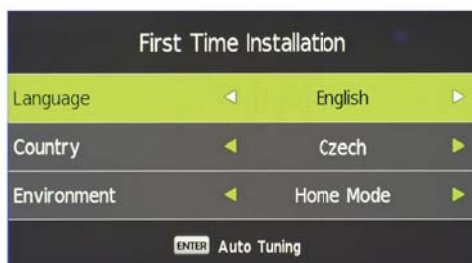 First Time Installation
Language English
Country Czech
Environment Home Mode
ENTER Auto Tuning